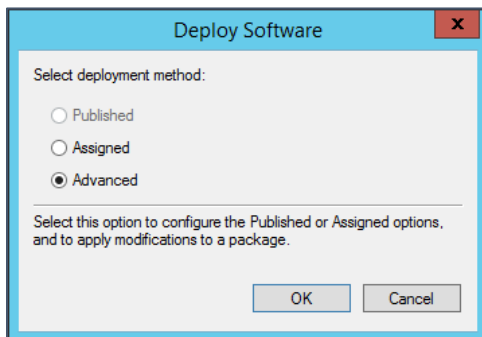 Deploy Software
x
Select deployment method:
Published
Assigned
Advanced
Select this option to configure the Published or Assigned options,
and to apply modifications to a package.
OK Cancel